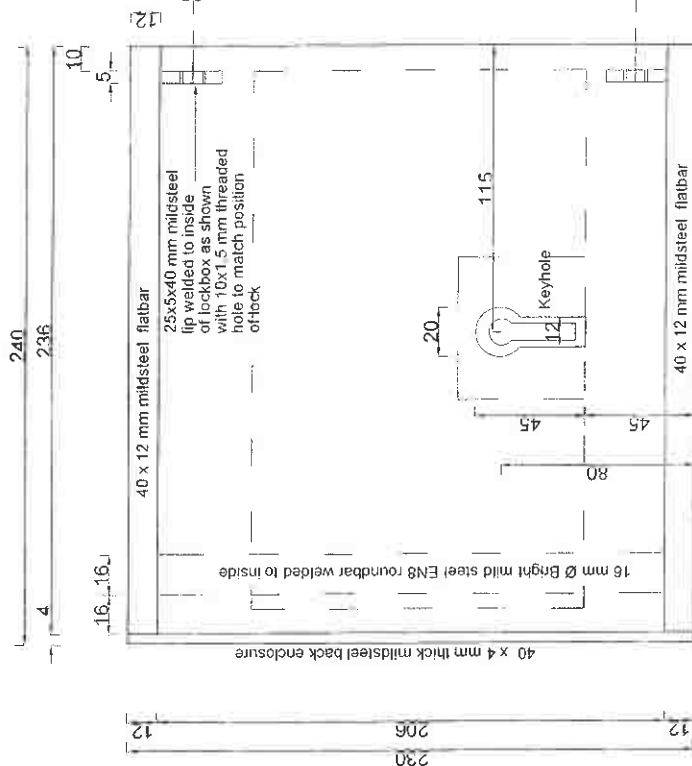 240
236
4
10
12
5
16 16
40 x 12 mm mildsteel flatbar
25x5x40 mm mildsteel
lip welded to inside
of lockbox as shown
with 10x1.5 mm threaded
hole to match position
of lock
115
20
Keyhole
12
45
45
80
16 mm Ø Bright mild steel EN8 roundbar welded to inside
40 x 4 mm thick mildsteel back enclosure
40 x 12 mm mildsteel flatbar
12
206
12
230